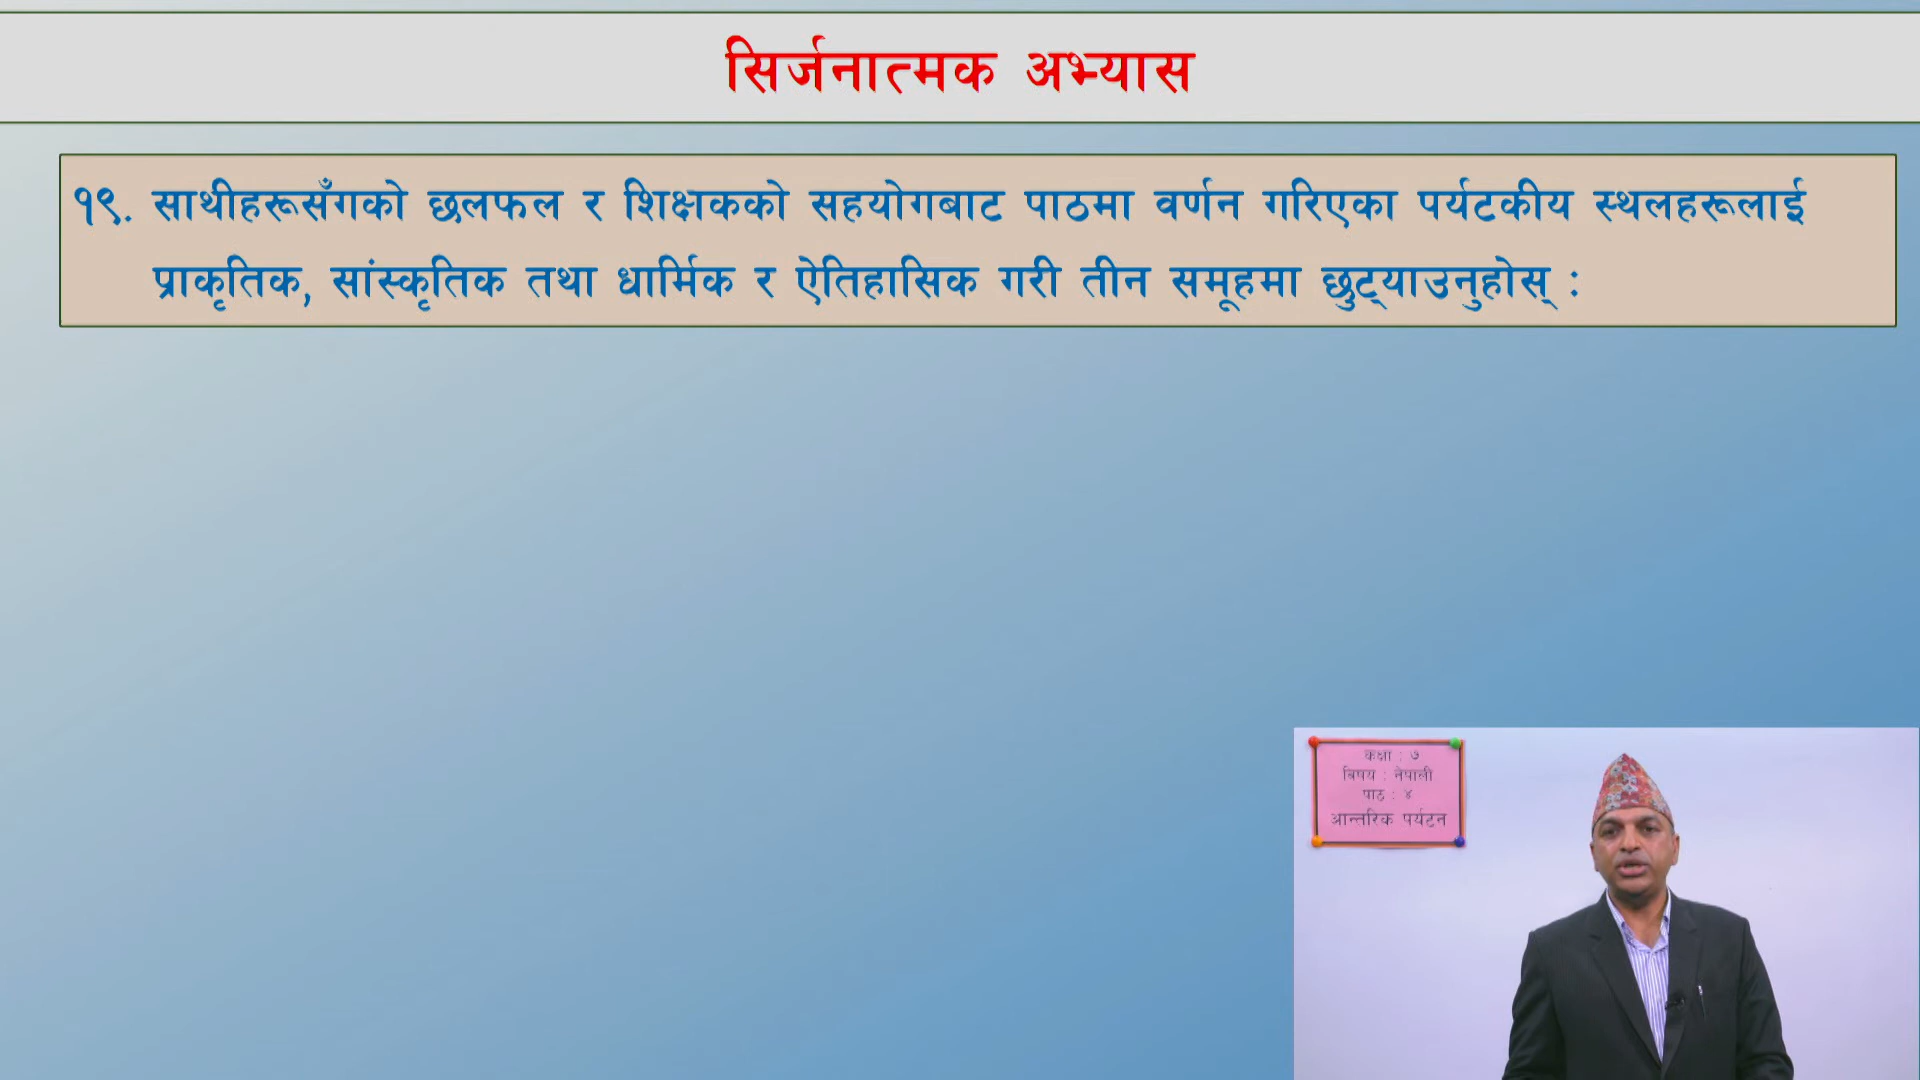 सिर्जनात्मक अभ्यास
१९. साथीहरूसँगको छलफल र शिक्षकको सहयोगबाट पाठमा वर्णन गरिएका पर्यटकीय स्थलहरूलाई
प्राकृतिक, सांस्कृतिक तथा धार्मिक र ऐतिहासिक गरी तीन समूहमा छुट्याउनुहोस् :
कक्षा : ७
विषय : नेपाली
पाठ : ४
आन्तरिक पर्यटन